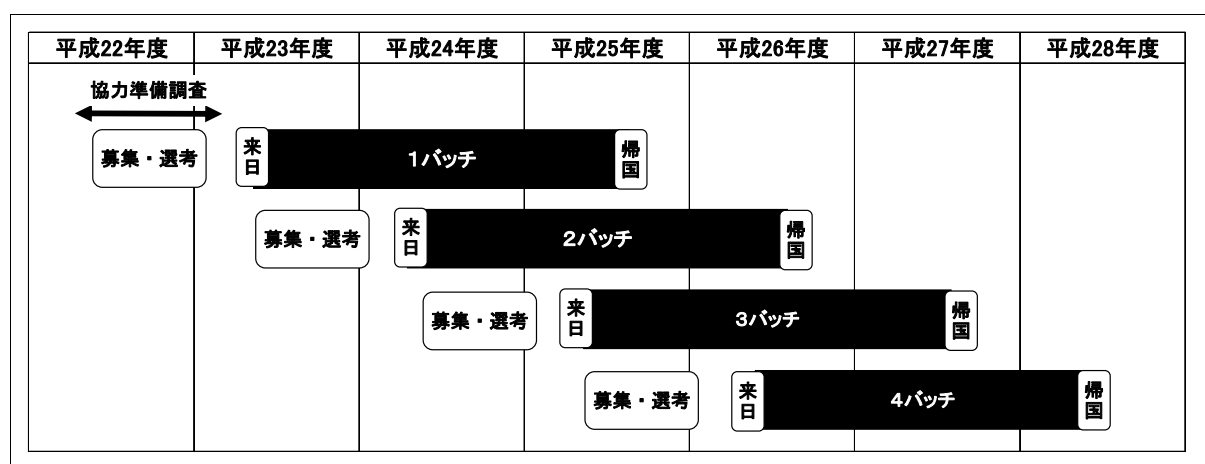 平成22年度 平成23年度 平成24年度 平成25年度 平成26年度 平成27年度 平成28年度
協力準備調査
募集・選考 来日 1バッチ 帰国
募集・選考 来日 2バッチ 帰国
募集・選考 来日 3バッチ 帰国
募集・選考 来日 4バッチ 帰国